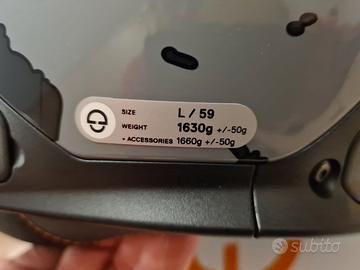 SIZE L / 59
WEIGHT 1630g +/-50g
+ ACCESSORIES 1660g +/-50g
subito